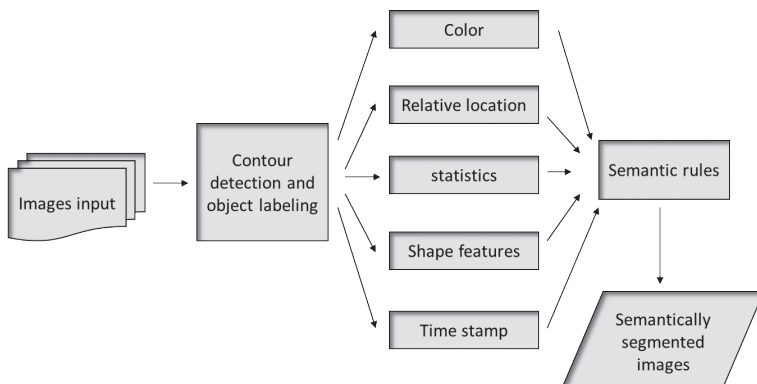 Images input
Contour
detection and
object labeling
Color
Relative location
statistics
Shape features
Time stamp
Semantic rules
Semantically
segmented
images